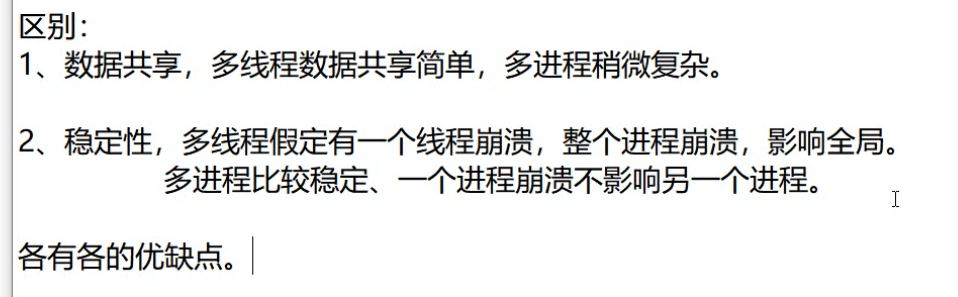 区别：
1、数据共享，多线程数据共享简单，多进程稍微复杂。
2、稳定性，多线程假定有一个线程崩溃，整个进程崩溃，影响全局。
多进程比较稳定、一个进程崩溃不影响另一个进程。
各有各的优缺点。